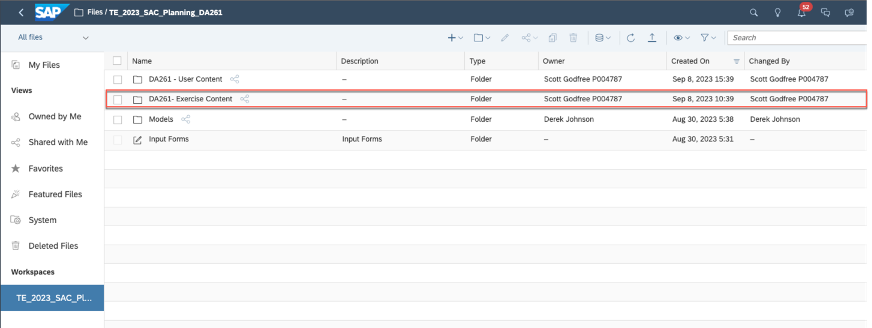 SAP Files / TE_2023_SAC_Planning_DA261 52
All files Search
My Files
Views
Owned by Me
Shared with Me
Favorites
Featured Files
System
Deleted Files
Workspaces
TE_2023_SAC_Pl...
Name Description Type Owner Created On Changed By
DA261 - User Content – Folder Scott Godfree P004787 Sep 8, 2023 15:39 Scott Godfree P004787
DA261- Exercise Content – Folder Scott Godfree P004787 Sep 8, 2023 10:39 Scott Godfree P004787
Models – Folder Derek Johnson Aug 30, 2023 5:38 Derek Johnson
Input Forms Input Forms Folder – Aug 30, 2023 5:31 –